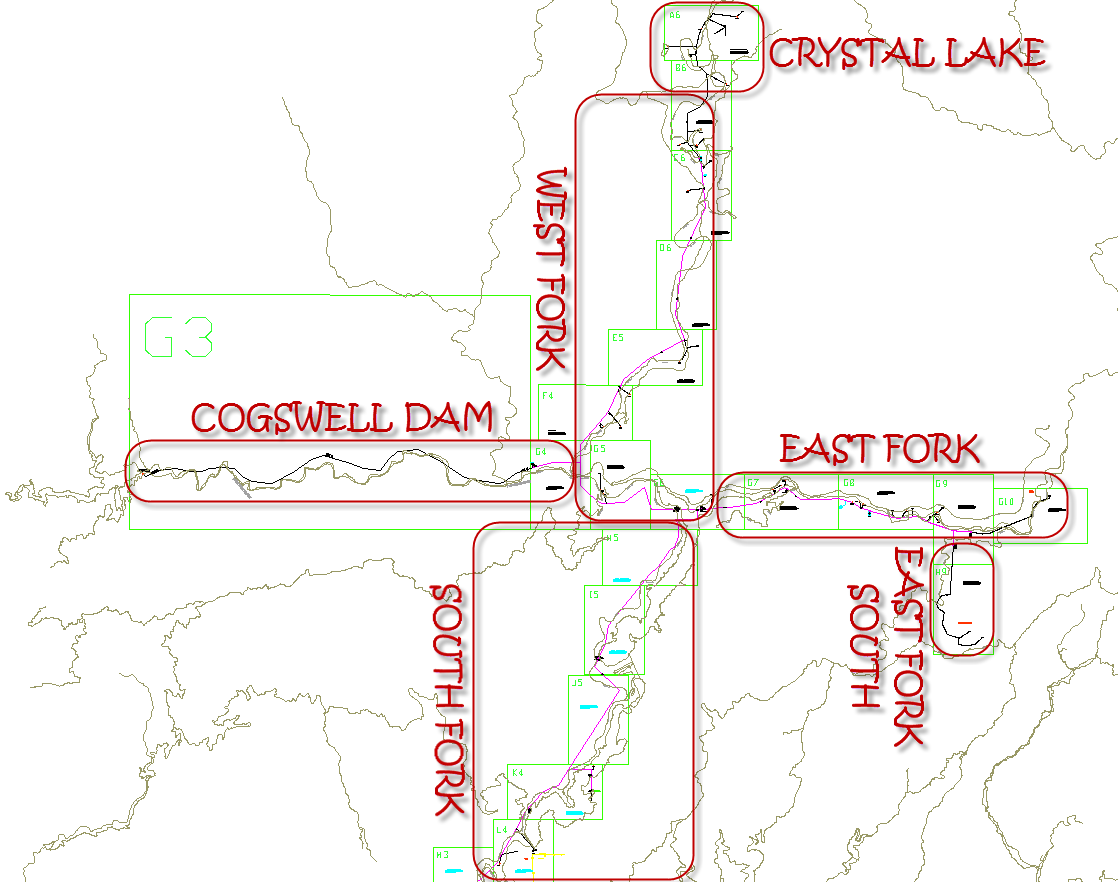 A6
CRYSTAL LAKE
B6
C6
WEST FORK
D6
G3
E5
F4
COGSWELL DAM
EAST FORK
G4
G5
G7
G8
G9
G10
H5
EAST FORK
SOUTH
H9
SOUTH FORK
I5
J5
K4
L4
M3